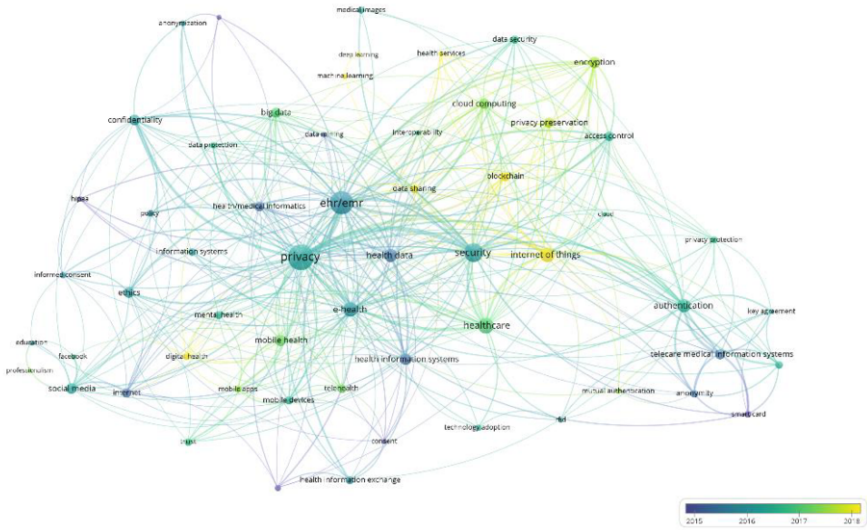 medical images
anonymization
data security
deep learning
health services
encryption
machine learning
cloud computing
big data
confidentiality
privacy preservation
data mining
interoperability
access control
data protection
blockchain
data sharing
hipaa
ehr/emr
health/medical informatics
policy
cloud
privacy protection
information systems
privacy
health data
security
internet of things
informed consent
ethics
authentication
e-health
key agreement
mental health
healthcare
education
mobile health
facebook
digital health
health information systems
telecare medical information systems
professionalism
social media
internet
mobile apps
telehealth
mutual authentication
anonymity
mobile devices
smart card
rfid
technology adoption
trust
consent
health information exchange
2015 2016 2017 2018